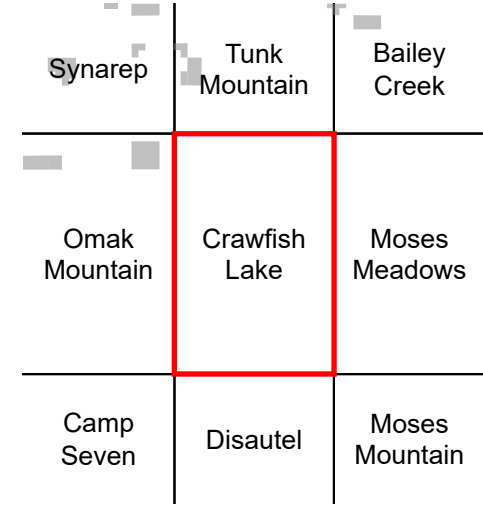 Synarep
Tunk
Mountain
Bailey
Creek
Omak
Mountain
Crawfish
Lake
Moses
Meadows
Camp
Seven
Disautel
Moses
Mountain